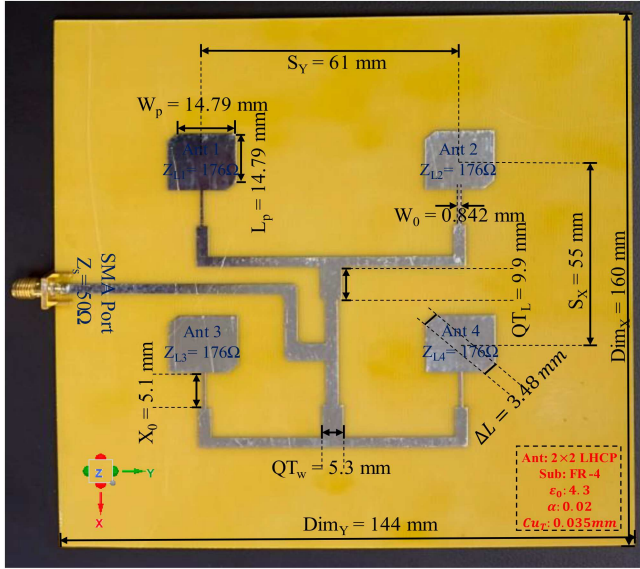 S_Y = 61 mm
W_p = 14.79 mm
Ant 1
Z_L1= 176Ω
L_p = 14.79 mm
Ant 2
Z_L2= 176Ω
W_0 = 0.842 mm
QT_L = 9.9 mm
S_X = 55 mm
Dim_X = 160 mm
SMA Port
Z_s = 50Ω
Ant 3
Z_L3= 176Ω
Ant 4
Z_L4= 176Ω
X_0 = 5.1 mm
ΔL = 3.48 mm
QT_w = 5.3 mm
Z
Y
X
Ant: 2×2 LHCP
Sub: FR-4
ε_0: 4.3
α: 0.02
Cu_T: 0.035mm
Dim_Y = 144 mm